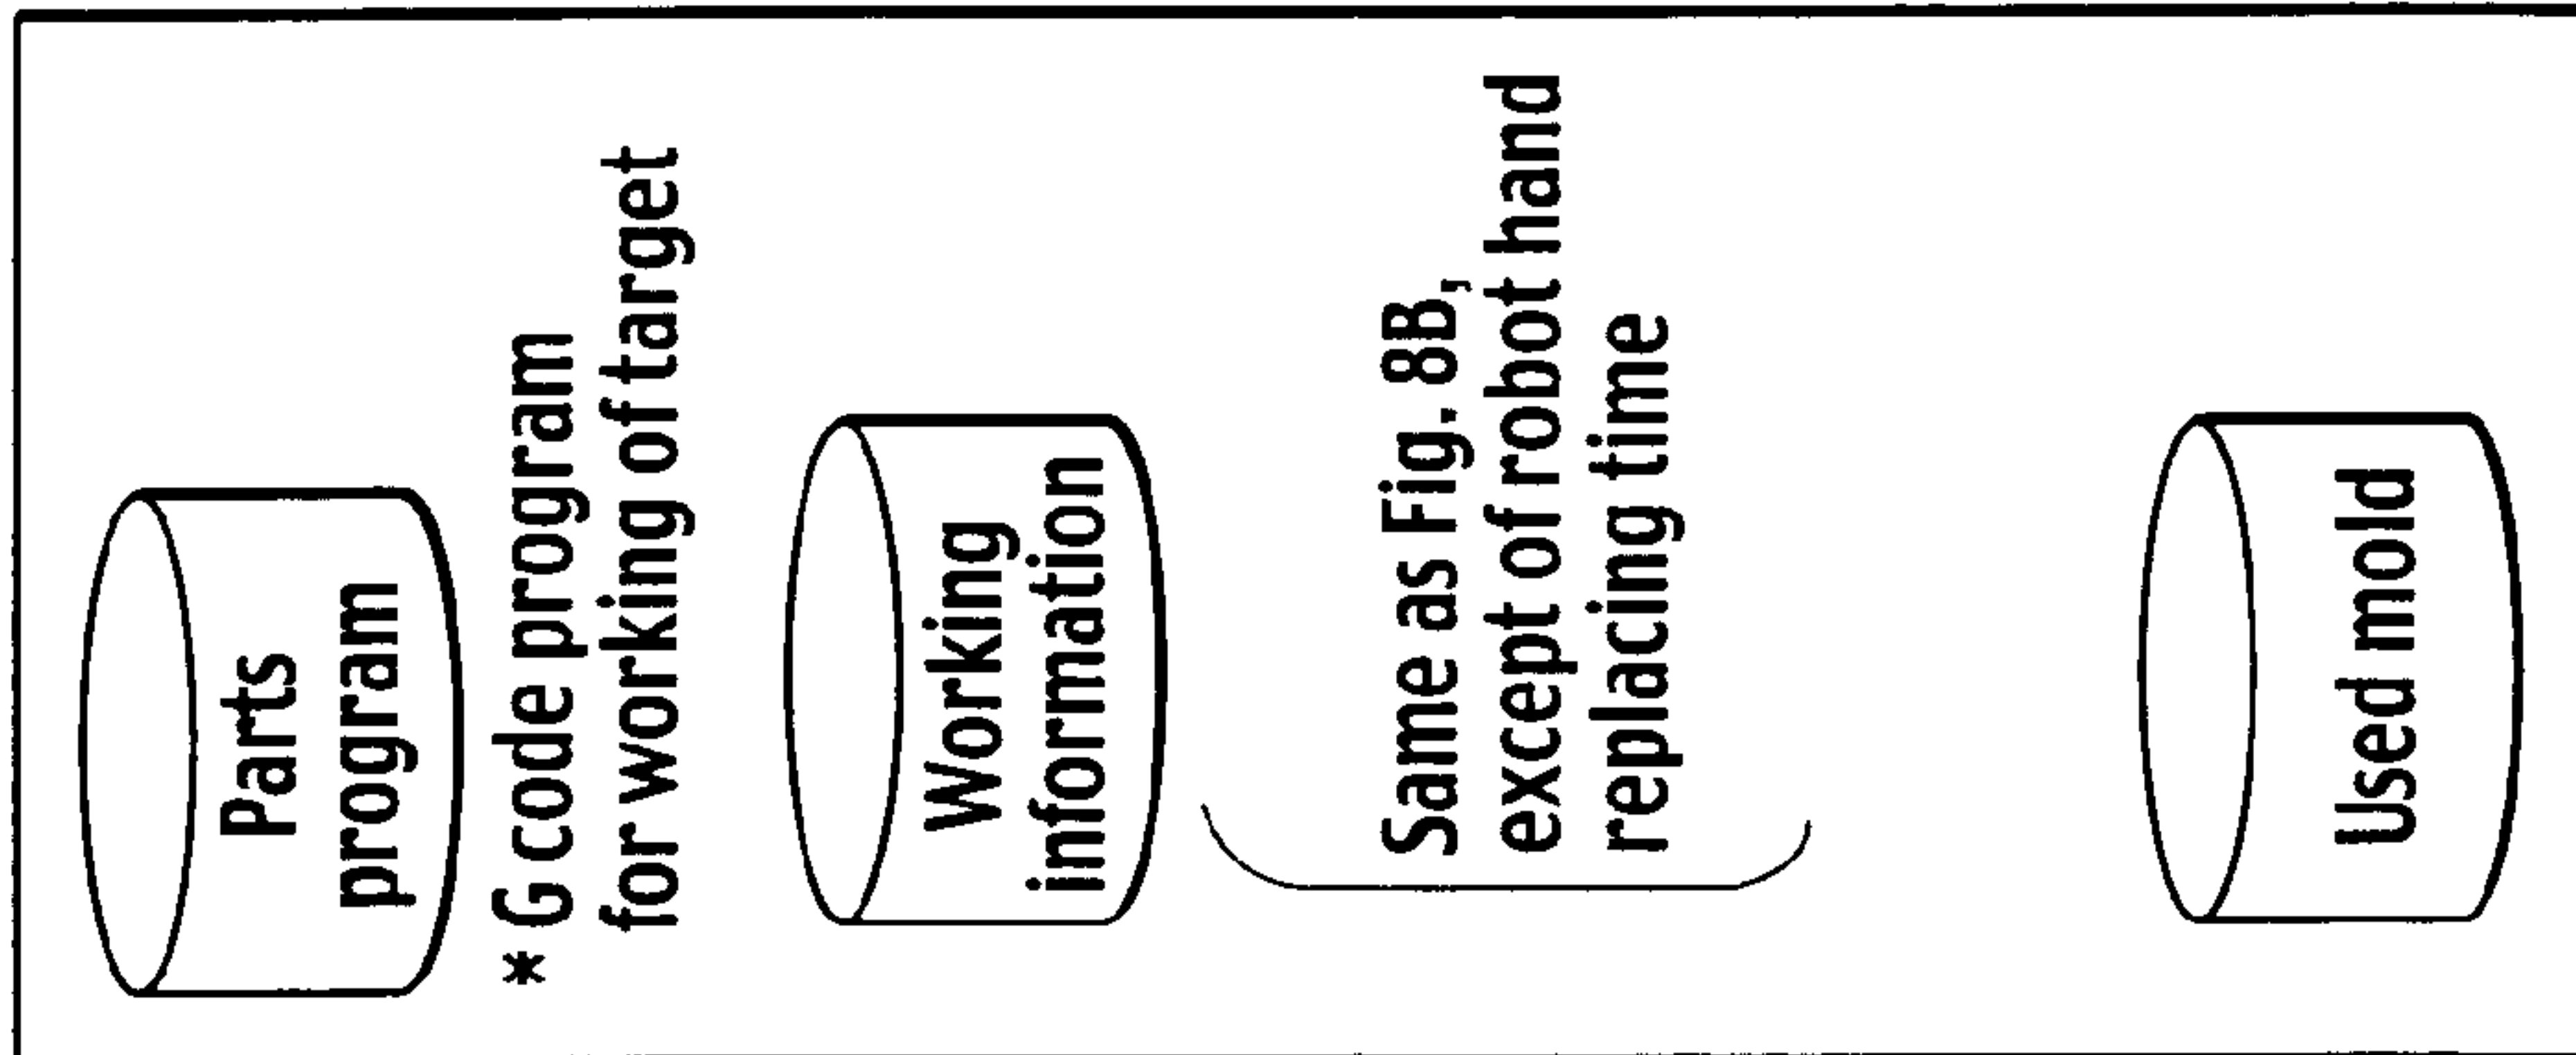 Parts
program
* G code program
for working of target
Working
information
Same as Fig. 8B,
except of robot hand
replacing time
Used mold